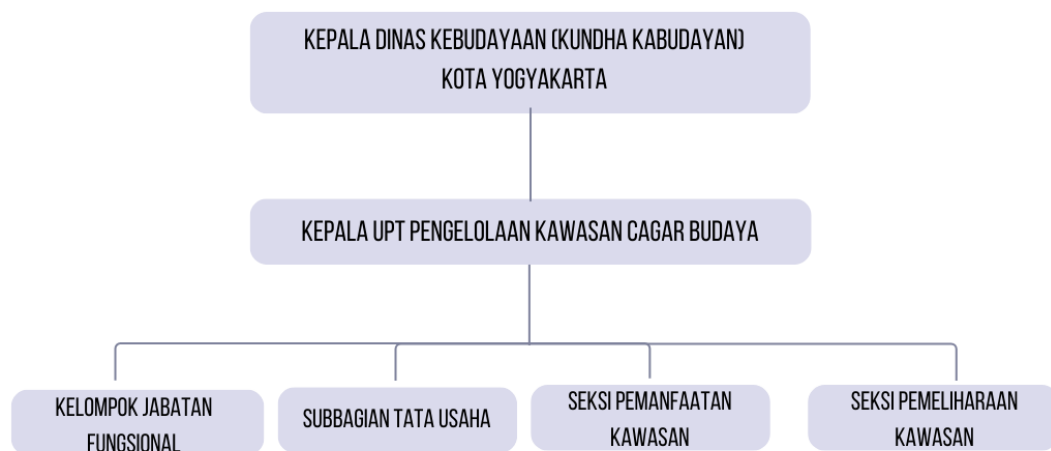 KEPALA DINAS KEBUDAYAAN (KUNDHA KABUDAYAN)
KOTA YOGYAKARTA
KEPALA UPT PENGELOLAAN KAWASAN CAGAR BUDAYA
KELOMPOK JABATAN
FUNGSIONAL
SUBBAGIAN TATA USAHA
SEKSI PEMANFAATAN
KAWASAN
SEKSI PEMELIHARAAN
KAWASAN